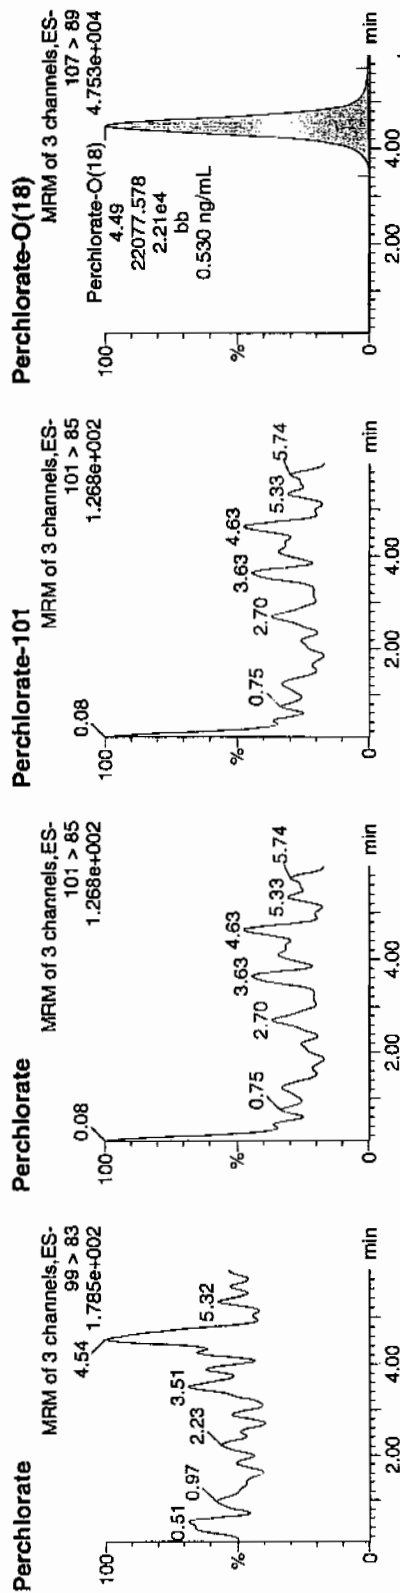 Perchlorate
MRM of 3 channels,ES-
99 > 83
1.785e+002
4.54
0.51
0.97
2.23
3.51
5.32
100
%
min
2.00
4.00
Perchlorate
MRM of 3 channels,ES-
101 > 85
1.268e+002
0.08
0.75
2.70
3.63
4.63
5.33
5.74
100
%
0
min
2.00
4.00
Perchlorate-101
MRM of 3 channels,ES-
101 > 85
1.268e+002
0.08
0.75
2.70
3.63
4.63
5.33
5.74
100
%
0
min
2.00
4.00
Perchlorate-O(18)
MRM of 3 channels,ES-
107 > 89
4.753e+004
Perchlorate-O(18)
4.49
22077.578
2.21e4
bb
0.530 ng/mL
100
%
0
min
2.00
4.00